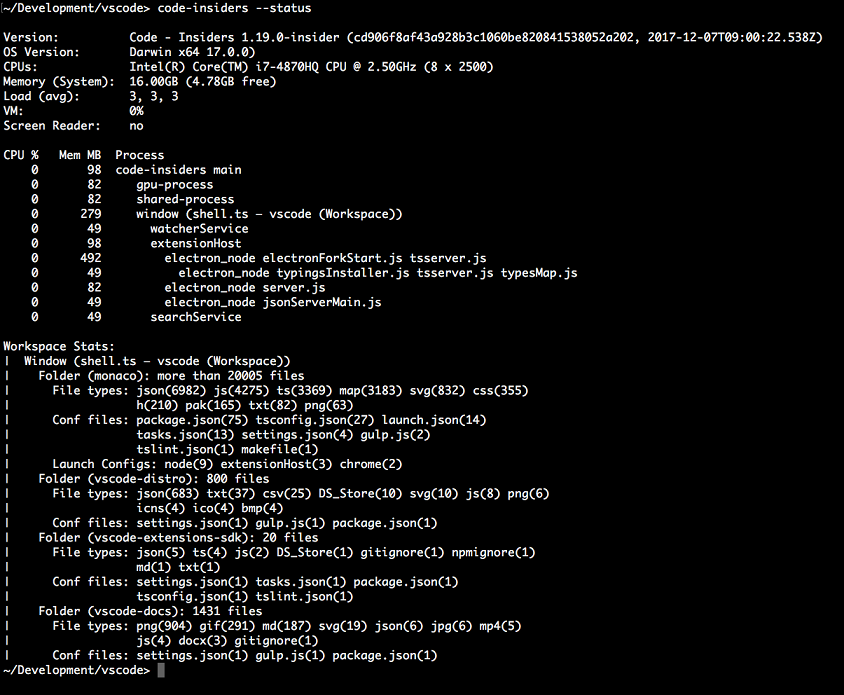 ~/Development/vscode> code-insiders --status

Version:          Code - Insiders 1.19.0-insider (cd906f8af43a928b3c1060be820841538052a202, 2017-12-07T09:00:22.538Z)
OS Version:       Darwin x64 17.0.0)
CPUs:             Intel(R) Core(TM) i7-4870HQ CPU @ 2.50GHz (8 x 2500)
Memory (System):  16.00GB (4.78GB free)
Load (avg):       3, 3, 3
VM:               0%
Screen Reader:    no

CPU %   Mem MB  Process
    0       98  code-insiders main
    0       82     gpu-process
    0       82     shared-process
    0      279     window (shell.ts — vscode (Workspace))
    0       49       watcherService
    0       98       extensionHost
    0      492         electron_node electronForkStart.js tsserver.js
    0       49           electron_node typingsInstaller.js tsserver.js typesMap.js
    0       82         electron_node server.js
    0       49         electron_node jsonServerMain.js
    0       49       searchService

Workspace Stats:
|  Window (shell.ts — vscode (Workspace))
|    Folder (monaco): more than 20005 files
|      File types: json(6982) js(4275) ts(3369) map(3183) svg(832) css(355)
|                  h(210) pak(165) txt(82) png(63)
|      Conf files: package.json(75) tsconfig.json(27) launch.json(14)
|                  tasks.json(13) settings.json(4) gulp.js(2)
|                  tslint.json(1) makefile(1)
|      Launch Configs: node(9) extensionHost(3) chrome(2)
|    Folder (vscode-distro): 800 files
|      File types: json(683) txt(37) csv(25) DS_Store(10) svg(10) js(8) png(6)
|                  icns(4) ico(4) bmp(4)
|      Conf files: settings.json(1) gulp.js(1) package.json(1)
|    Folder (vscode-extensions-sdk): 20 files
|      File types: json(5) ts(4) js(2) DS_Store(1) gitignore(1) npmignore(1)
|                  md(1) txt(1)
|      Conf files: settings.json(1) tasks.json(1) package.json(1)
|                  tsconfig.json(1) tslint.json(1)
|    Folder (vscode-docs): 1431 files
|      File types: png(904) gif(291) md(187) svg(19) json(6) jpg(6) mp4(5)
|                  js(4) docx(3) gitignore(1)
|      Conf files: settings.json(1) gulp.js(1) package.json(1)
~/Development/vscode>